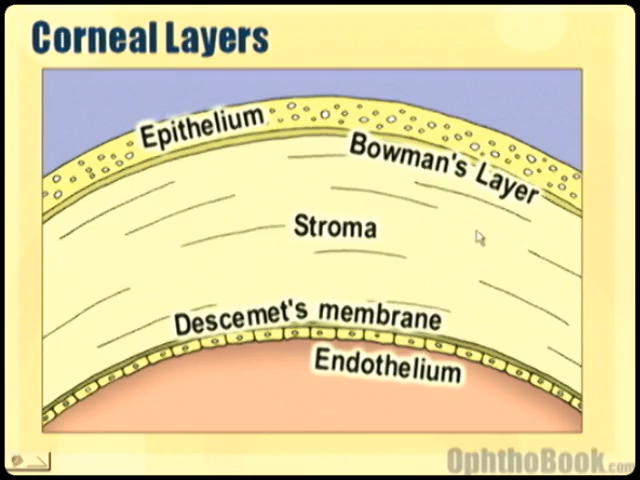 Corneal Layers
Epithelium
Bowman's Layer
Stroma
Descemet's membrane
Endothelium
OphthoBook.com